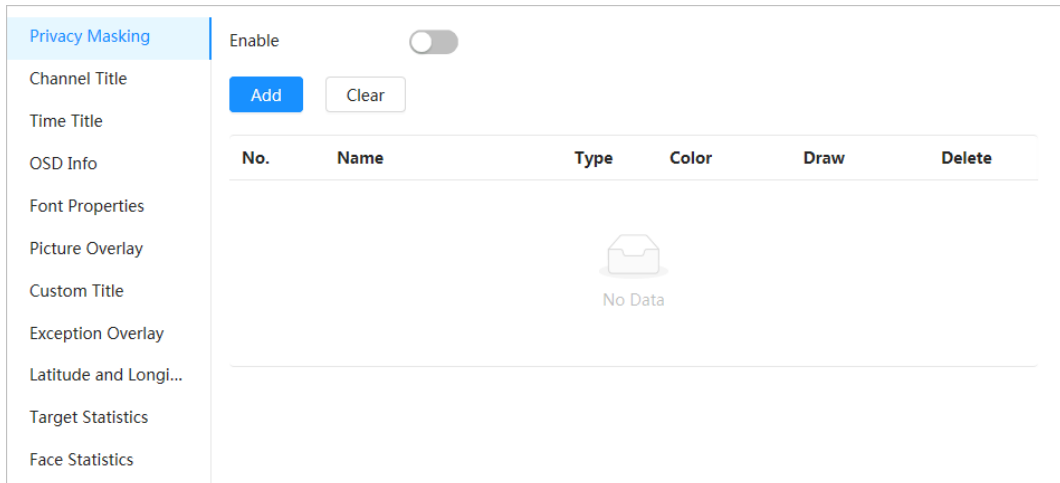 Privacy Masking
Channel Title
Time Title
OSD Info
Font Properties
Picture Overlay
Custom Title
Exception Overlay
Latitude and Longi...
Target Statistics
Face Statistics
Enable
Add Clear
No. Name Type Color Draw Delete
No Data